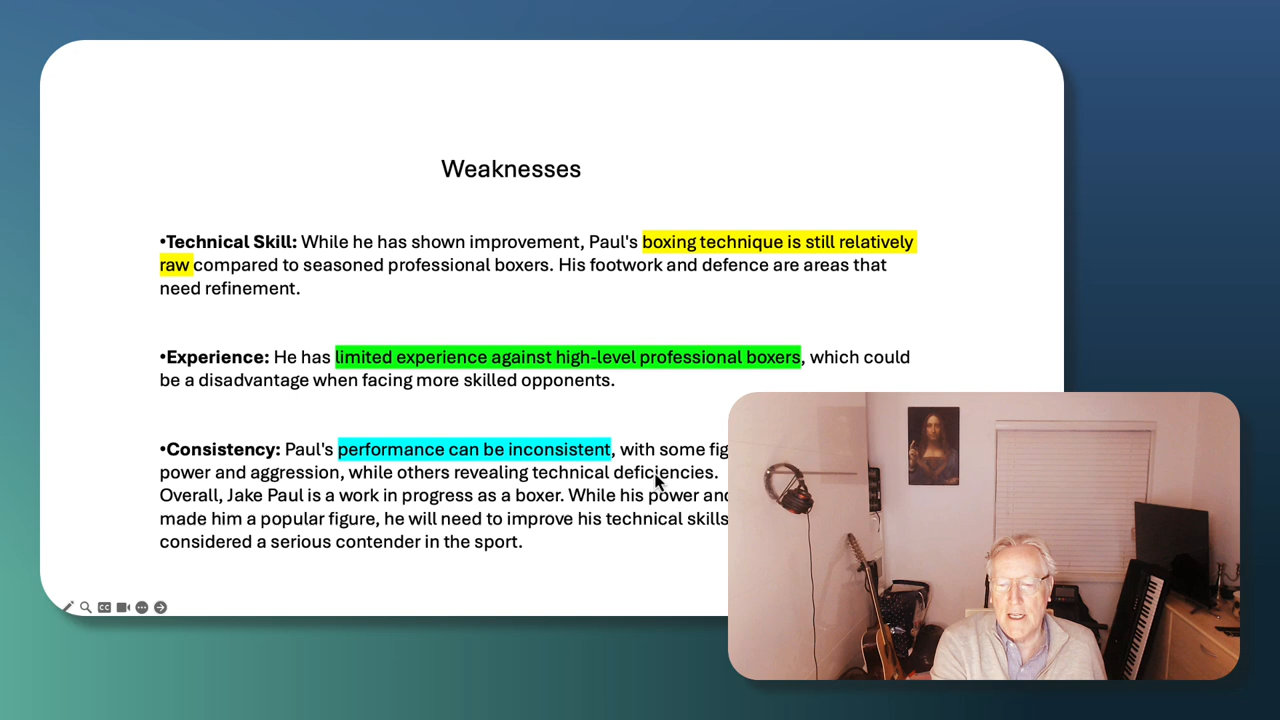 Weaknesses
•Technical Skill: While he has shown improvement, Paul's boxing technique is still relatively
raw compared to seasoned professional boxers. His footwork and defence are areas that
need refinement.
•Experience: He has limited experience against high-level professional boxers, which could
be a disadvantage when facing more skilled opponents.
•Consistency: Paul's performance can be inconsistent, with some
power and aggression, while others revealing technical deficiencies.
Overall, Jake Paul is a work in progress as a boxer. While his power
made him a popular figure, he will need to improve his technical skills
considered a serious contender in the sport.
CC